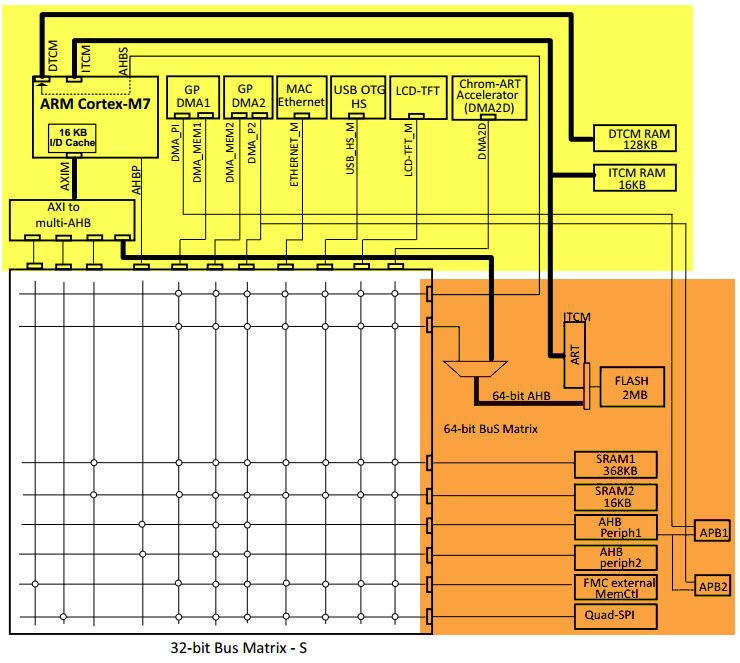 DTCM
ITCM
AHBS
ARM Cortex-M7
16 KB
I/D Cache
AXIM
AHBP
AXI to
multi-AHB
GP
DMA1
GP
DMA2
MAC
Ethernet
USB OTG
HS
LCD-TFT
Chrom-ART
Accelerator
(DMA2D)
DMA_PI
DMA_MEM1
DMA_MEM2
DMA_P2
ETHERNET_M
USB_HS_M
LCD-TFT_M
DMA2D
DTCM RAM
128KB
ITCM RAM
16KB
ITCM
ART
FLASH
2MB
64-bit AHB
64-bit BuS Matrix
SRAM1
368KB
SRAM2
16KB
AHB
Periph1
APB1
AHB
periph2
FMC external
MemCtl
APB2
Quad-SPI
32-bit Bus Matrix - S